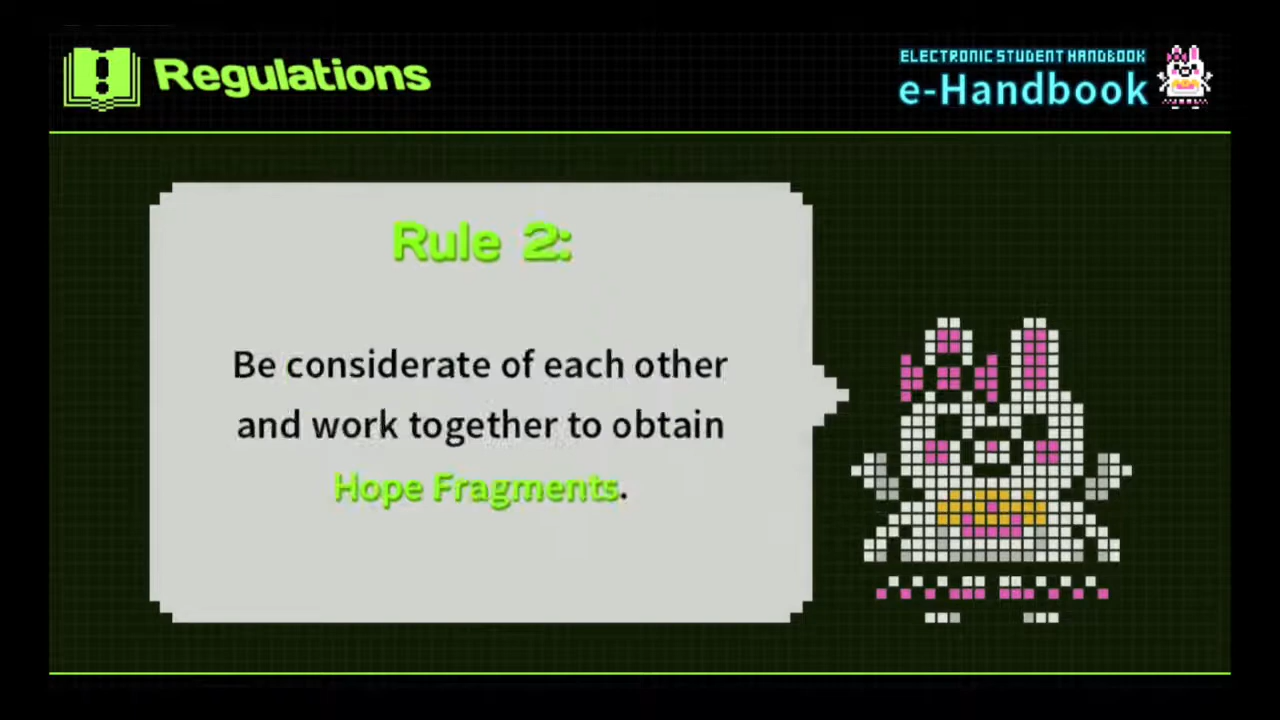 Regulations
ELECTRONIC STUDENT HANDBOOK
e-Handbook
Rule 2:
Be considerate of each other
and work together to obtain
Hope Fragments.